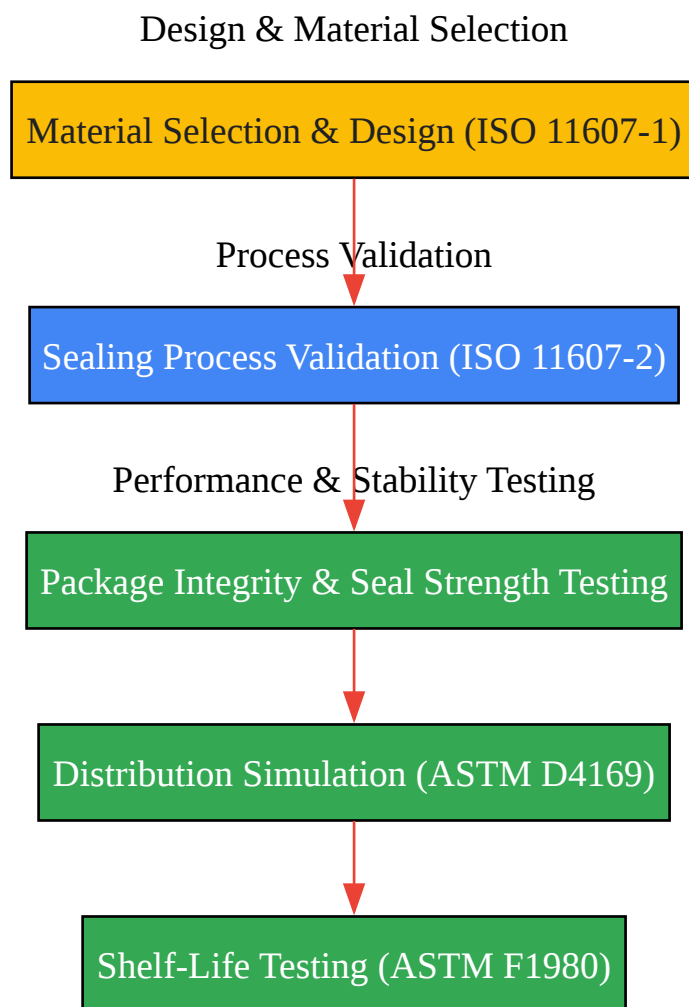 Design & Material Selection
Material Selection & Design (ISO 11607-1)
Process Validation
Sealing Process Validation (ISO 11607-2)
Performance & Stability Testing
Package Integrity & Seal Strength Testing
Distribution Simulation (ASTM D4169)
Shelf-Life Testing (ASTM F1980)